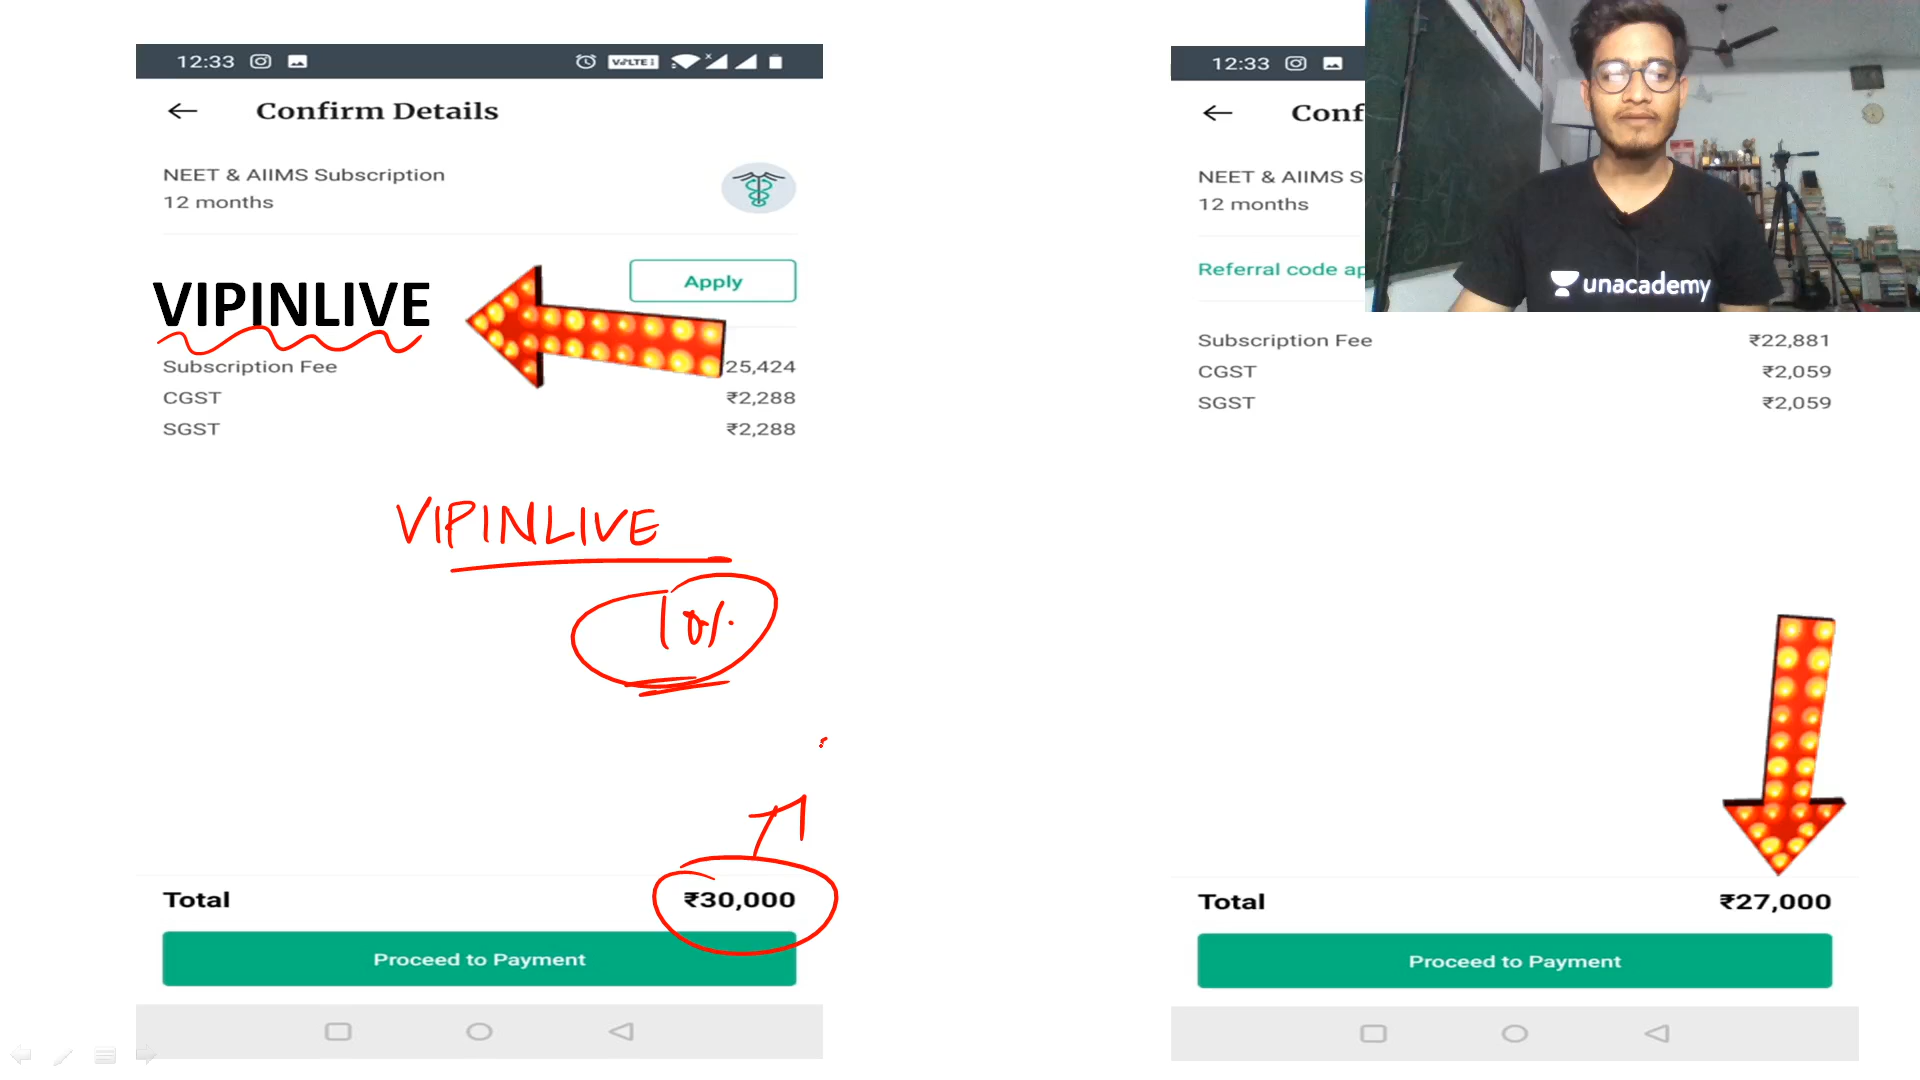 12:33
VoLTE
Confirm Details
NEET & AIIMS Subscription
12 months
VIPINLIVE
Apply
Subscription Fee 25,424
CGST ₹2,288
SGST ₹2,288
VIPINLIVE
10%
Total ₹30,000
Proceed to Payment
12:33
Conf
NEET & AIIMS S
12 months
Referral code ap
unacademy
Subscription Fee ₹22,881
CGST ₹2,059
SGST ₹2,059
Total ₹27,000
Proceed to Payment